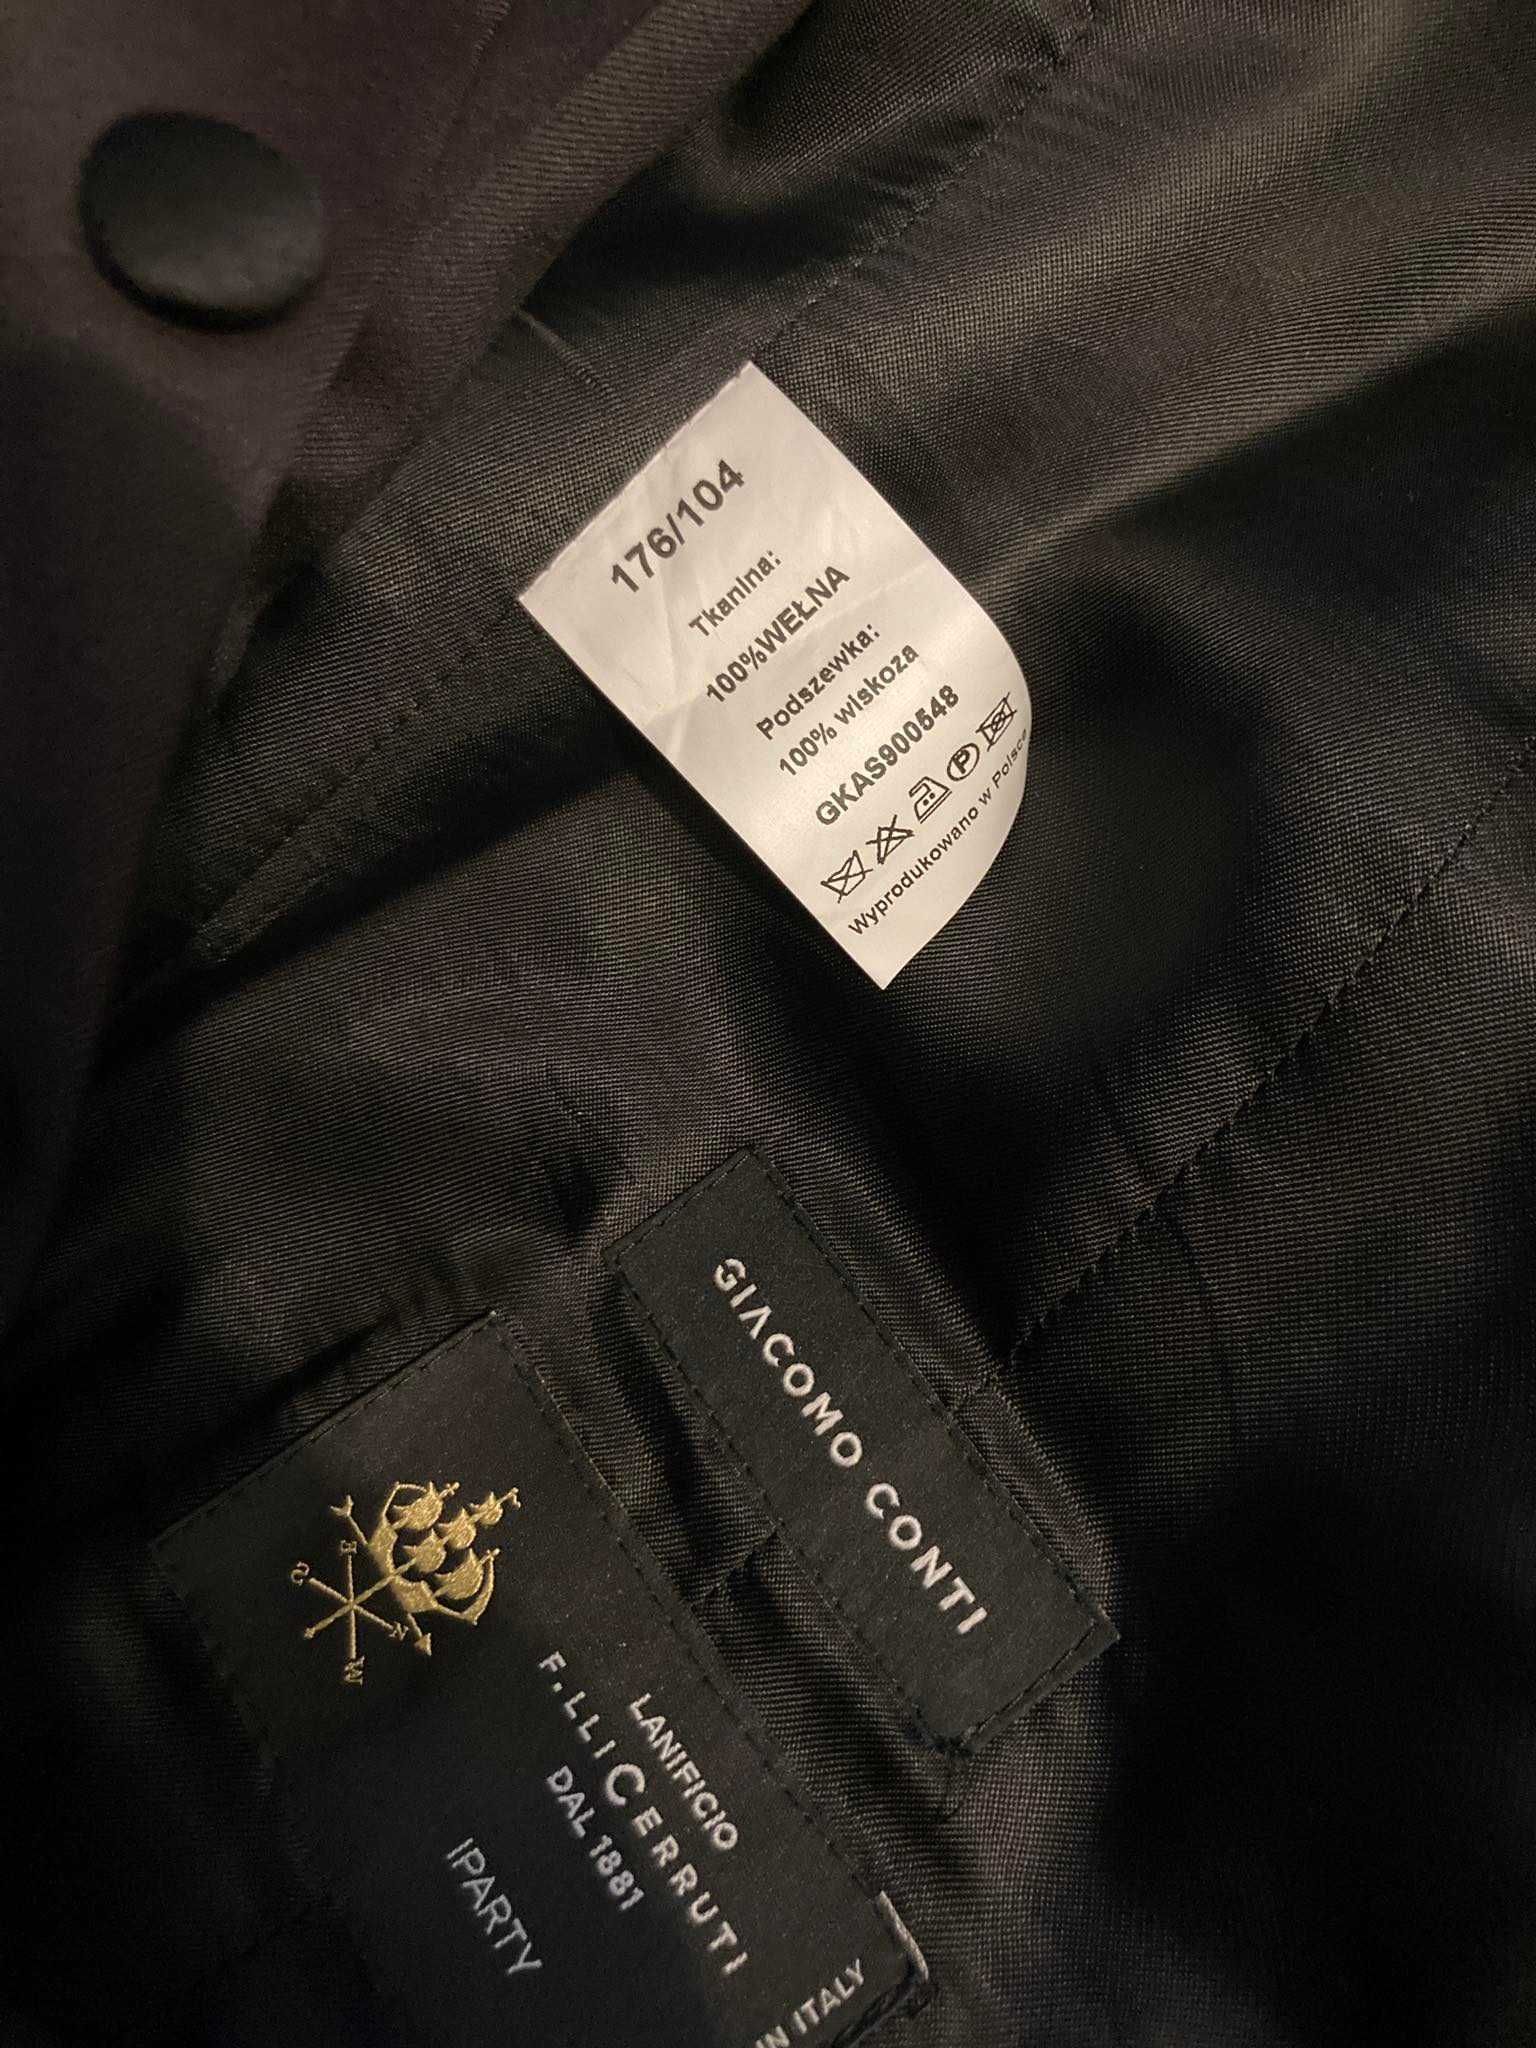 176/104
Tkanina:
100%WEŁNA
Podszewka:
100% wiskoza
GKAS900548
P
Wyprodukowano w Polsce
GIACOMO CONTI
E
S
W
LANIFICIO
F.LLI CERRUTI
DAL 1881
IPARTY
IN ITALY